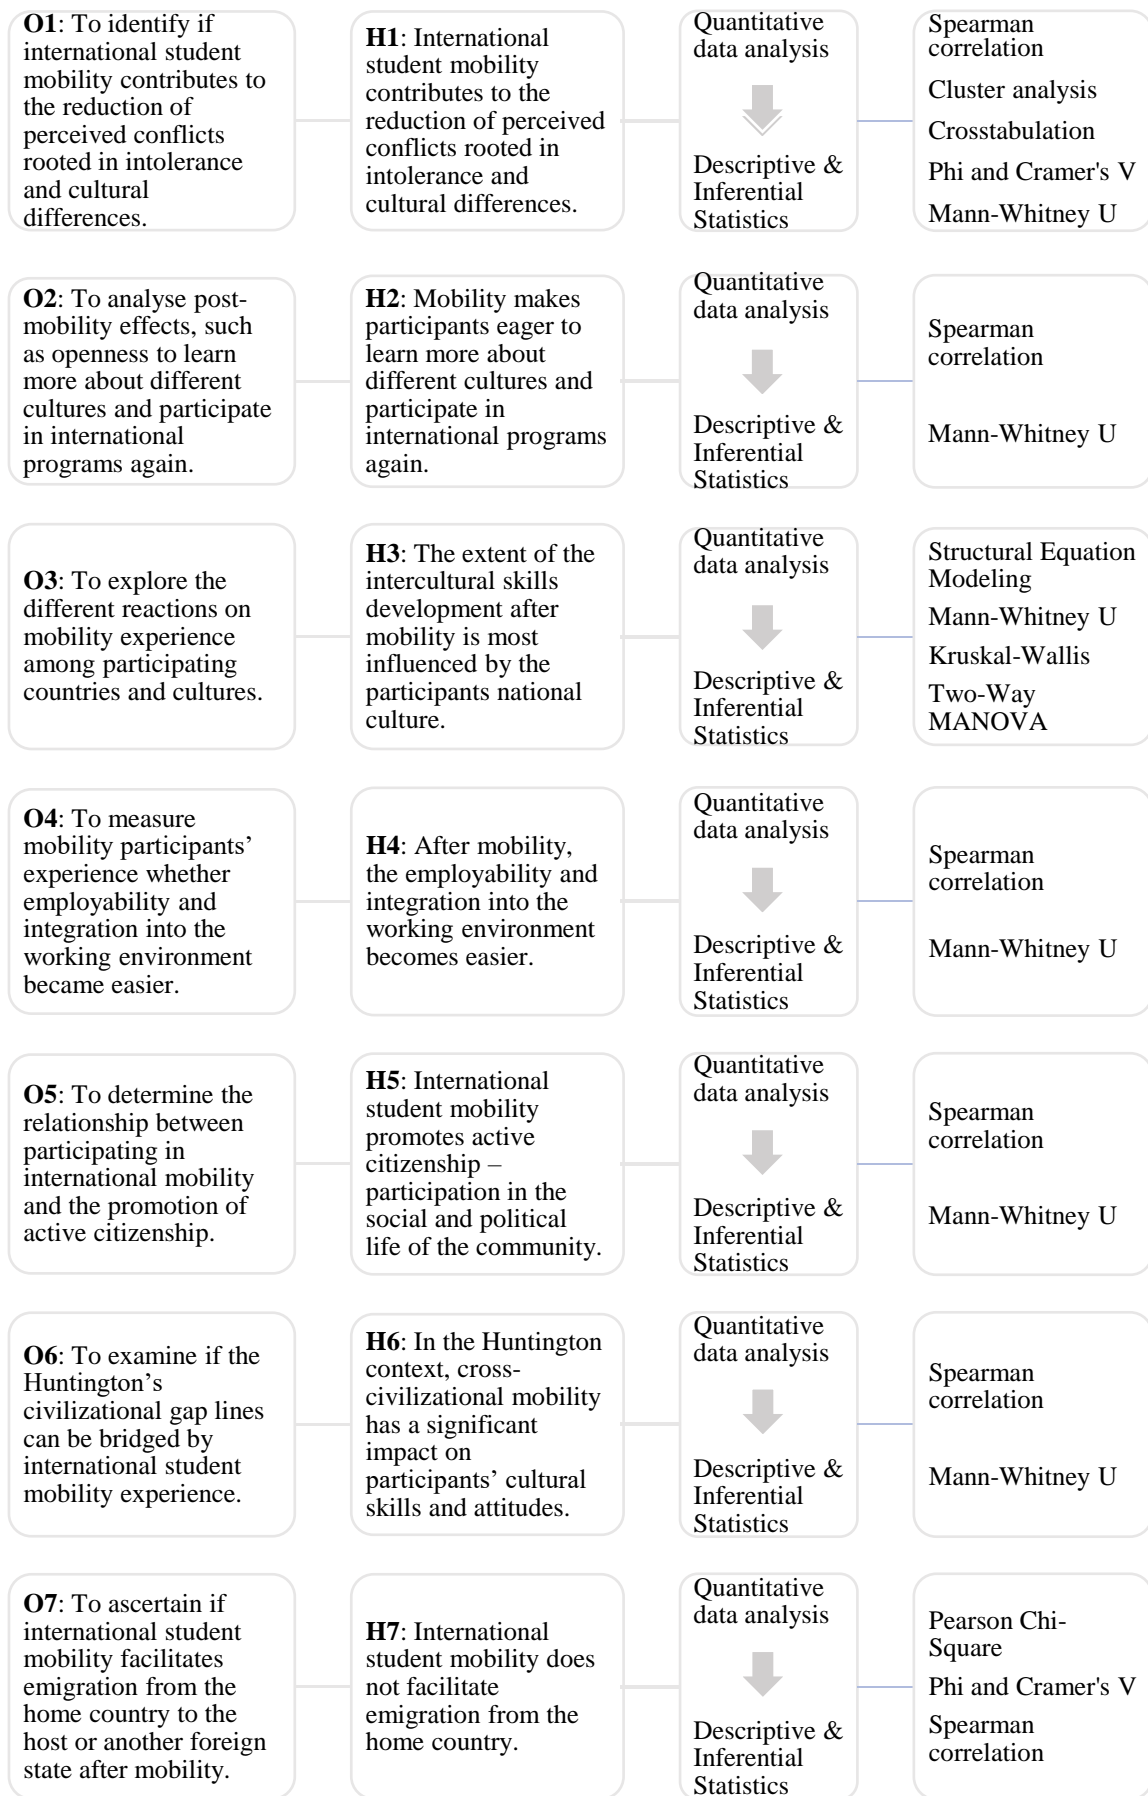 O1: To identify if
international student
mobility contributes to
the reduction of
perceived conflicts
rooted in intolerance
and cultural
differences.
H1: International
student mobility
contributes to the
reduction of perceived
conflicts rooted in
intolerance and
cultural differences.
Quantitative
data analysis
Descriptive &
Inferential
Statistics
Spearman
correlation
Cluster analysis
Crosstabulation
Phi and Cramer's V
Mann-Whitney U
O2: To analyse post-
mobility effects, such
as openness to learn
more about different
cultures and participate
in international
programs again.
H2: Mobility makes
participants eager to
learn more about
different cultures and
participate in
international programs
again.
Quantitative
data analysis
Descriptive &
Inferential
Statistics
Spearman
correlation
Mann-Whitney U
O3: To explore the
different reactions on
mobility experience
among participating
countries and cultures.
H3: The extent of the
intercultural skills
development after
mobility is most
influenced by the
participants national
culture.
Quantitative
data analysis
Descriptive &
Inferential
Statistics
Structural Equation
Modeling
Mann-Whitney U
Kruskal-Wallis
Two-Way
MANOVA
O4: To measure
mobility participants’
experience whether
employability and
integration into the
working environment
became easier.
H4: After mobility,
the employability and
integration into the
working environment
becomes easier.
Quantitative
data analysis
Descriptive &
Inferential
Statistics
Spearman
correlation
Mann-Whitney U
O5: To determine the
relationship between
participating in
international mobility
and the promotion of
active citizenship.
H5: International
student mobility
promotes active
citizenship –
participation in the
social and political
life of the community.
Quantitative
data analysis
Descriptive &
Inferential
Statistics
Spearman
correlation
Mann-Whitney U
O6: To examine if the
Huntington’s
civilizational gap lines
can be bridged by
international student
mobility experience.
H6: In the Huntington
context, cross-
civilizational mobility
has a significant
impact on
participants’ cultural
skills and attitudes.
Quantitative
data analysis
Descriptive &
Inferential
Statistics
Spearman
correlation
Mann-Whitney U
O7: To ascertain if
international student
mobility facilitates
emigration from the
home country to the
host or another foreign
state after mobility.
H7: International
student mobility does
not facilitate
emigration from the
home country.
Quantitative
data analysis
Descriptive &
Inferential
Statistics
Pearson Chi-
Square
Phi and Cramer's V
Spearman
correlation